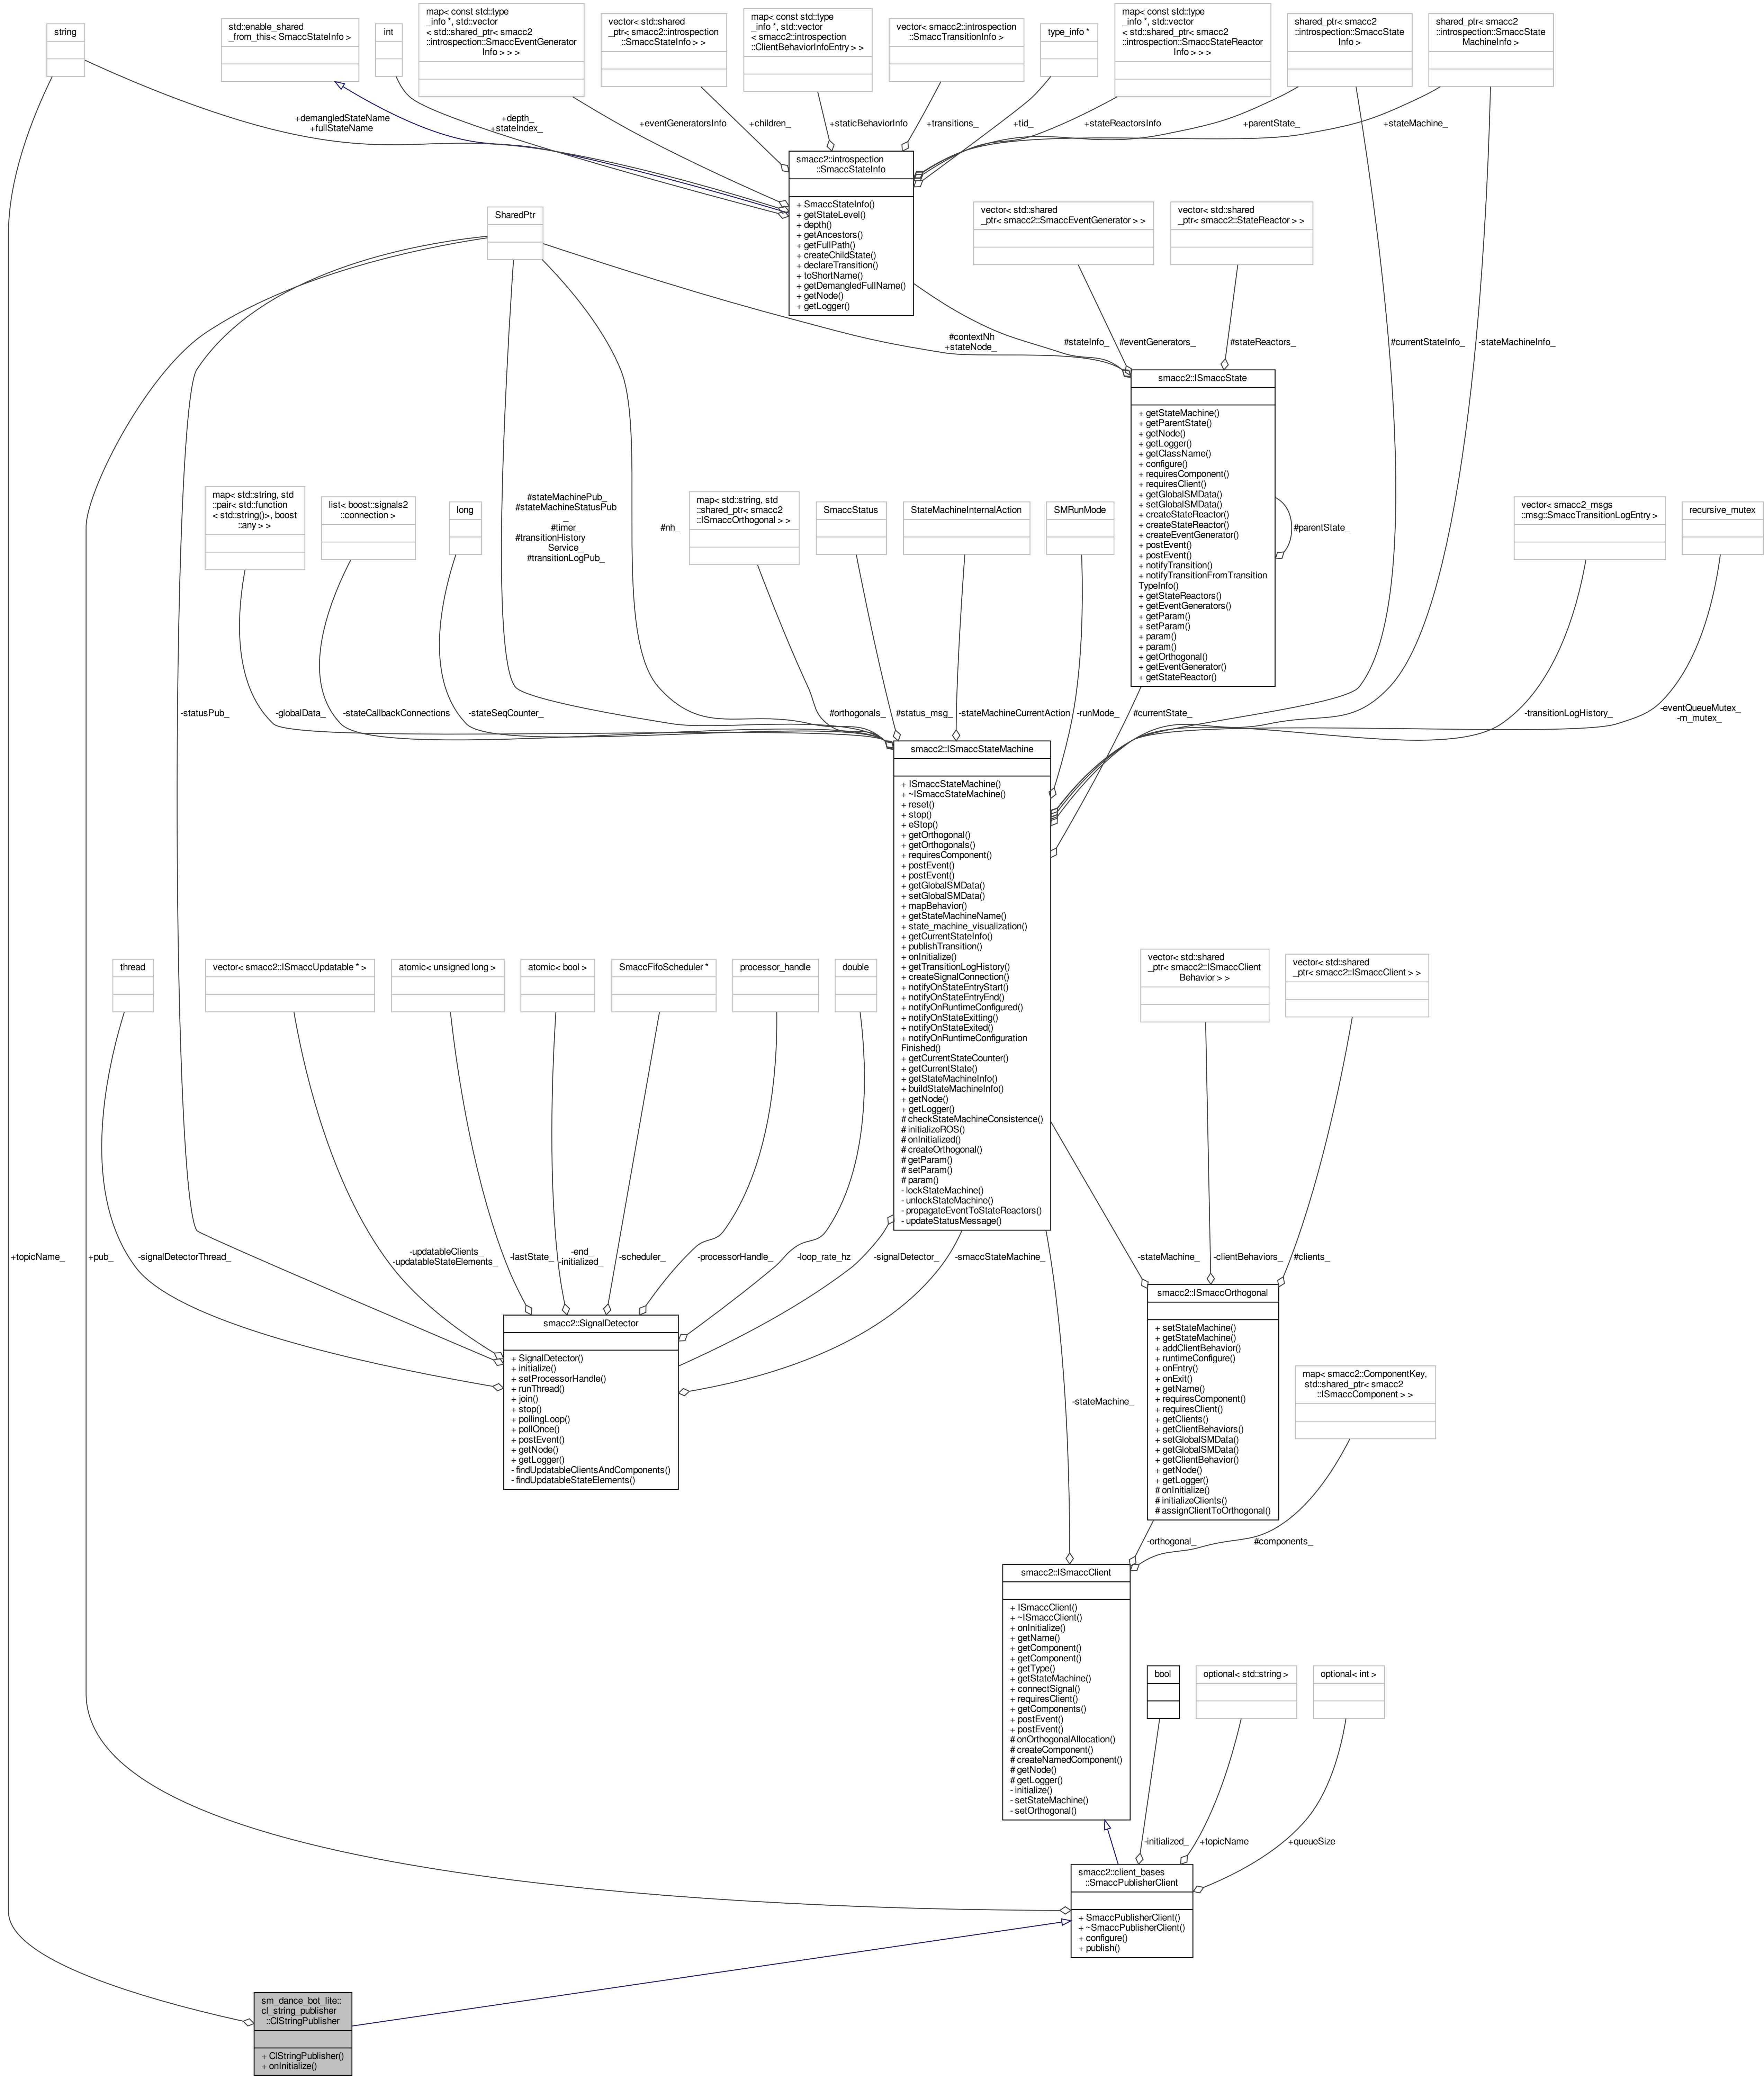 string
std::enable_shared
_from_this< SmaccStateInfo >
int
map< const std::type
_info *, std::vector
< std::shared_ptr< smacc2
::introspection::SmaccEventGenerator
Info > > >
vector< std::shared
_ptr< smacc2::introspection
::SmaccStateInfo > >
map< const std::type
_info *, std::vector
< smacc2::introspection
::ClientBehaviorInfoEntry > >
vector< smacc2::introspection
::SmaccTransitionInfo >
type_info *
map< const std::type
_info *, std::vector
< std::shared_ptr< smacc2
::introspection::SmaccStateReactor
Info > > >
shared_ptr< smacc2
::introspection::SmaccState
Info >
shared_ptr< smacc2
::introspection::SmaccState
MachineInfo >
+demangledStateName
+fullStateName
+depth_
+stateIndex_
+eventGeneratorsInfo
+children_
+staticBehaviorInfo
+transitions_
+tid_
+stateReactorsInfo
+parentState_
+stateMachine_
smacc2::introspection
::SmaccStateInfo
+ SmaccStateInfo()
+ getStateLevel()
+ depth()
+ getAncestors()
+ getFullPath()
+ createChildState()
+ declareTransition()
+ toShortName()
+ getDemangledFullName()
+ getNode()
+ getLogger()
SharedPtr
vector< std::shared
_ptr< smacc2::SmaccEventGenerator > >
vector< std::shared
_ptr< smacc2::StateReactor > >
#contextNh
+stateNode_
#stateInfo_
#eventGenerators_
#stateReactors_
#currentStateInfo_
-stateMachineInfo_
smacc2::ISmaccState
+ getStateMachine()
+ getParentState()
+ getNode()
+ getLogger()
+ getClassName()
+ configure()
+ requiresComponent()
+ requiresClient()
+ getGlobalSMData()
+ setGlobalSMData()
+ createStateReactor()
+ createStateReactor()
+ createEventGenerator()
+ postEvent()
+ postEvent()
+ notifyTransition()
+ notifyTransitionFromTransition
TypeInfo()
+ getStateReactors()
+ getEventGenerators()
+ getParam()
+ setParam()
+ param()
+ param()
+ getOrthogonal()
+ getEventGenerator()
+ getStateReactor()
#parentState_
map< std::string, std
::pair< std::function
< std::string()>, boost
::any > >
list< boost::signals2
::connection >
long
#stateMachinePub_
#stateMachineStatusPub
_
#timer_
#transitionHistory
Service_
#transitionLogPub_
#nh_
map< std::string, std
::shared_ptr< smacc2
::ISmaccOrthogonal > >
SmaccStatus
StateMachineInternalAction
SMRunMode
vector< smacc2_msgs
::msg::SmaccTransitionLogEntry >
recursive_mutex
-statusPub_
-globalData_
-stateCallbackConnections
-stateSeqCounter_
#orthogonals_
#status_msg_
-stateMachineCurrentAction
-runMode_
#currentState_
-transitionLogHistory_
-eventQueueMutex_
-m_mutex_
smacc2::ISmaccStateMachine
+ ISmaccStateMachine()
+ ~ISmaccStateMachine()
+ reset()
+ stop()
+ eStop()
+ getOrthogonal()
+ getOrthogonals()
+ requiresComponent()
+ postEvent()
+ postEvent()
+ getGlobalSMData()
+ setGlobalSMData()
+ mapBehavior()
+ getStateMachineName()
+ state_machine_visualization()
+ getCurrentStateInfo()
+ publishTransition()
+ onInitialize()
+ getTransitionLogHistory()
+ createSignalConnection()
+ notifyOnStateEntryStart()
+ notifyOnStateEntryEnd()
+ notifyOnRuntimeConfigured()
+ notifyOnStateExitting()
+ notifyOnStateExited()
+ notifyOnRuntimeConfiguration
Finished()
+ getCurrentStateCounter()
+ getCurrentState()
+ getStateMachineInfo()
+ buildStateMachineInfo()
+ getNode()
+ getLogger()
# checkStateMachineConsistence()
# initializeROS()
# onInitialized()
# createOrthogonal()
# getParam()
# setParam()
# param()
- lockStateMachine()
- unlockStateMachine()
- propagateEventToStateReactors()
- updateStatusMessage()
thread
vector< smacc2::ISmaccUpdatable * >
atomic< unsigned long >
atomic< bool >
SmaccFifoScheduler *
processor_handle
double
vector< std::shared
_ptr< smacc2::ISmaccClient
Behavior > >
vector< std::shared
_ptr< smacc2::ISmaccClient > >
+topicName_
+pub_
-signalDetectorThread_
-updatableClients_
-updatableStateElements_
-lastState_
-end_
-initialized_
-scheduler_
-processorHandle_
-loop_rate_hz
-signalDetector_
-smaccStateMachine_
-stateMachine_
-clientBehaviors_
#clients_
smacc2::SignalDetector
+ SignalDetector()
+ initialize()
+ setProcessorHandle()
+ runThread()
+ join()
+ stop()
+ pollingLoop()
+ pollOnce()
+ postEvent()
+ getNode()
+ getLogger()
- findUpdatableClientsAndComponents()
- findUpdatableStateElements()
smacc2::ISmaccOrthogonal
+ setStateMachine()
+ getStateMachine()
+ addClientBehavior()
+ runtimeConfigure()
+ onEntry()
+ onExit()
+ getName()
+ requiresComponent()
+ requiresClient()
+ getClients()
+ getClientBehaviors()
+ setGlobalSMData()
+ getGlobalSMData()
+ getClientBehavior()
+ getNode()
+ getLogger()
# onInitialize()
# initializeClients()
# assignClientToOrthogonal()
map< smacc2::ComponentKey,
std::shared_ptr< smacc2
::ISmaccComponent > >
-stateMachine_
-orthogonal_
#components_
smacc2::ISmaccClient
+ ISmaccClient()
+ ~ISmaccClient()
+ onInitialize()
+ getName()
+ getComponent()
+ getComponent()
+ getType()
+ getStateMachine()
+ connectSignal()
+ requiresClient()
+ getComponents()
+ postEvent()
+ postEvent()
# onOrthogonalAllocation()
# createComponent()
# createNamedComponent()
# getNode()
# getLogger()
- initialize()
- setStateMachine()
- setOrthogonal()
bool
optional< std::string >
optional< int >
-initialized_
+topicName
+queueSize
smacc2::client_bases
::SmaccPublisherClient
+ SmaccPublisherClient()
+ ~SmaccPublisherClient()
+ configure()
+ publish()
sm_dance_bot_lite::
cl_string_publisher
::ClStringPublisher
+ ClStringPublisher()
+ onInitialize()